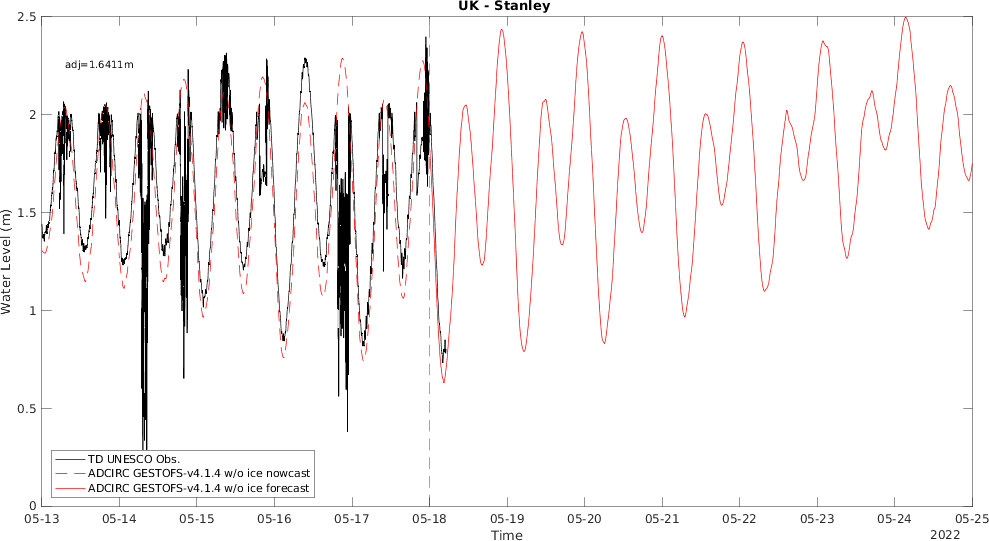 UK - Stanley
2.5
adj=1.6411m
2
1.5
Water Level (m)
1
0.5
TD UNESCO Obs.
ADCIRC GESTOFS-v4.1.4 w/o ice nowcast
ADCIRC GESTOFS-v4.1.4 w/o ice forecast
0
05-13 05-14 05-15 05-16 05-17 05-18 05-19 05-20 05-21 05-22 05-23 05-24 05-25
Time
2022